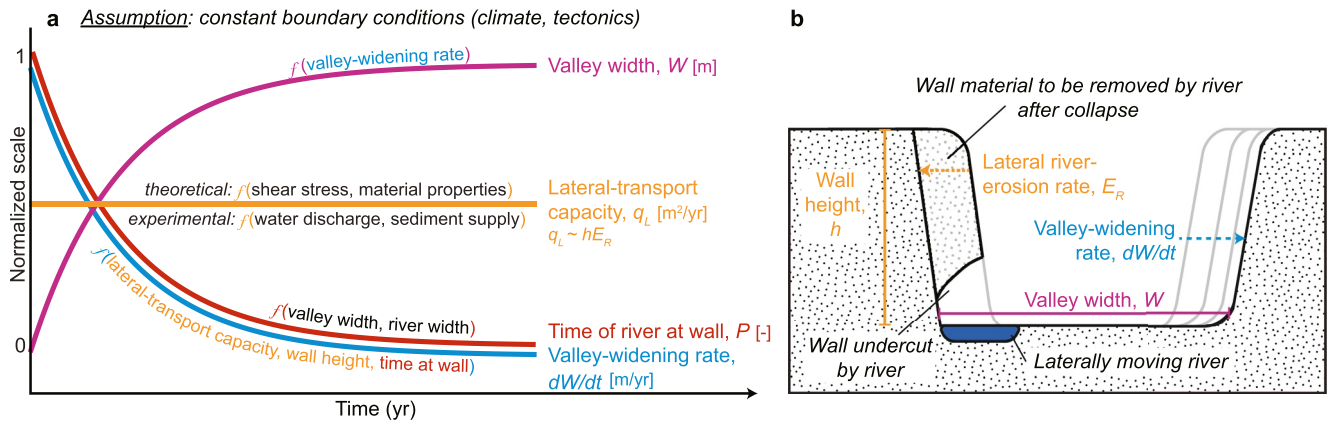 a Assumption: constant boundary conditions (climate, tectonics)
1
f(valley-widening rate)
Valley width, W [m]
Normalized scale
theoretical: f(shear stress, material properties)
experimental: f(water discharge, sediment supply)
Lateral-transport
capacity, qL [m²/yr]
qL ~ hER
f(lateral-transport capacity, wall height, time at wall)
f(valley width, river width)
0
Time of river at wall, P [-]
Valley-widening rate,
dW/dt [m/yr]
Time (yr)
b
Wall material to be removed by river
after collapse
Wall
height,
h
Lateral river-
erosion rate, ER
Valley-widening
rate, dW/dt
Valley width, W
Wall undercut
by river
Laterally moving river